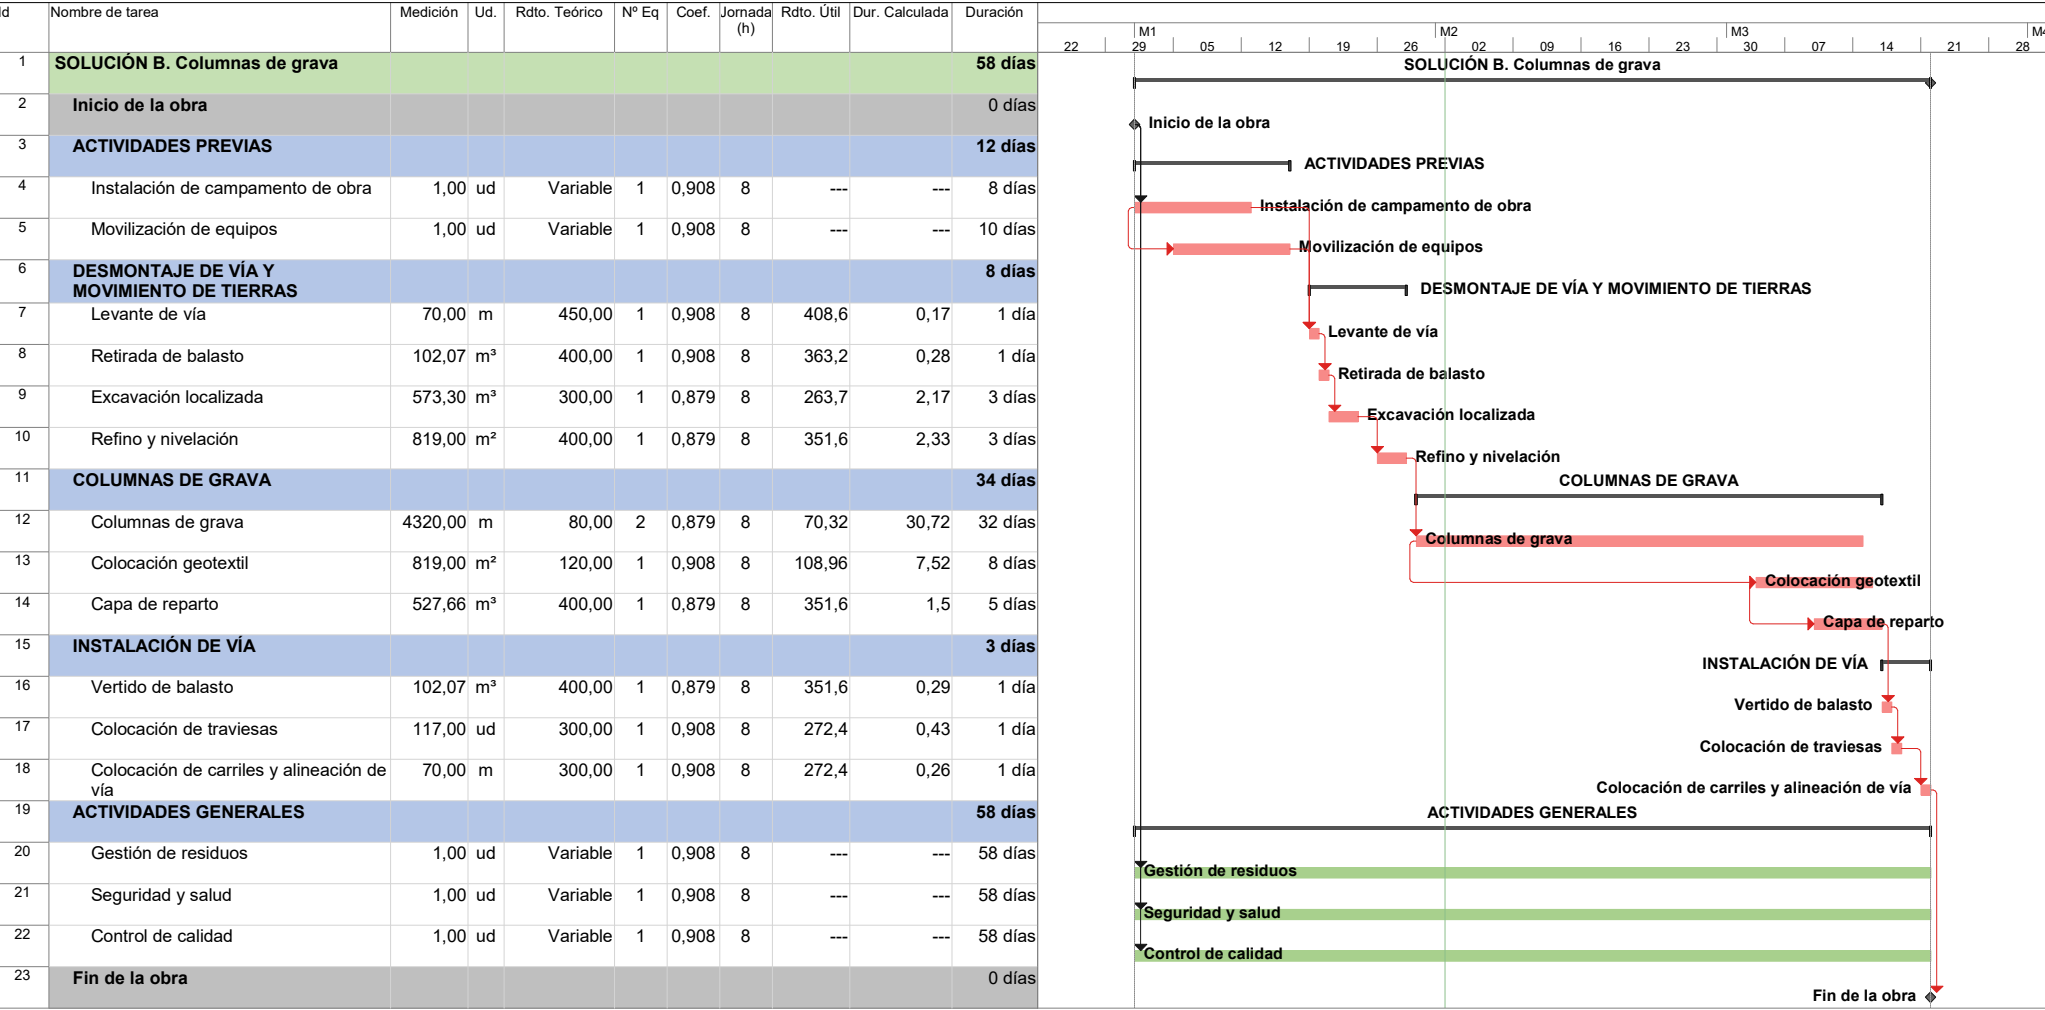 Id Nombre de tarea Medición Ud. Rdto. Teórico Nº Eq Coef. Jornada (h) Rdto. Útil Dur. Calculada Duración
M1 M2 M3 M4
22 29 05 12 19 26 02 09 16 23 30 07 14 21 28
1 SOLUCIÓN B. Columnas de grava 58 días
SOLUCIÓN B. Columnas de grava
2 Inicio de la obra 0 días
Inicio de la obra
3 ACTIVIDADES PREVIAS 12 días
ACTIVIDADES PREVIAS
4 Instalación de campamento de obra 1,00 ud Variable 1 0,908 8 --- --- 8 días
Instalación de campamento de obra
5 Movilización de equipos 1,00 ud Variable 1 0,908 8 --- --- 10 días
Movilización de equipos
6 DESMONTAJE DE VÍA Y 8 días
MOVIMIENTO DE TIERRAS
DESMONTAJE DE VÍA Y MOVIMIENTO DE TIERRAS
7 Levante de vía 70,00 m 450,00 1 0,908 8 408,6 0,17 1 día
Levante de vía
8 Retirada de balasto 102,07 m³ 400,00 1 0,908 8 363,2 0,28 1 día
Retirada de balasto
9 Excavación localizada 573,30 m³ 300,00 1 0,879 8 263,7 2,17 3 días
Excavación localizada
10 Refino y nivelación 819,00 m² 400,00 1 0,879 8 351,6 2,33 3 días
Refino y nivelación
11 COLUMNAS DE GRAVA 34 días
COLUMNAS DE GRAVA
12 Columnas de grava 4320,00 m 80,00 2 0,879 8 70,32 30,72 32 días
Columnas de grava
13 Colocación geotextil 819,00 m² 120,00 1 0,908 8 108,96 7,52 8 días
Colocación geotextil
14 Capa de reparto 527,66 m³ 400,00 1 0,879 8 351,6 1,5 5 días
Capa de reparto
15 INSTALACIÓN DE VÍA 3 días
INSTALACIÓN DE VÍA
16 Vertido de balasto 102,07 m³ 400,00 1 0,879 8 351,6 0,29 1 día
Vertido de balasto
17 Colocación de traviesas 117,00 ud 300,00 1 0,908 8 272,4 0,43 1 día
Colocación de traviesas
18 Colocación de carriles y alineación de 70,00 m 300,00 1 0,908 8 272,4 0,26 1 día
vía
Colocación de carriles y alineación de vía
19 ACTIVIDADES GENERALES 58 días
ACTIVIDADES GENERALES
20 Gestión de residuos 1,00 ud Variable 1 0,908 8 --- --- 58 días
Gestión de residuos
21 Seguridad y salud 1,00 ud Variable 1 0,908 8 --- --- 58 días
Seguridad y salud
22 Control de calidad 1,00 ud Variable 1 0,908 8 --- --- 58 días
Control de calidad
23 Fin de la obra 0 días
Fin de la obra